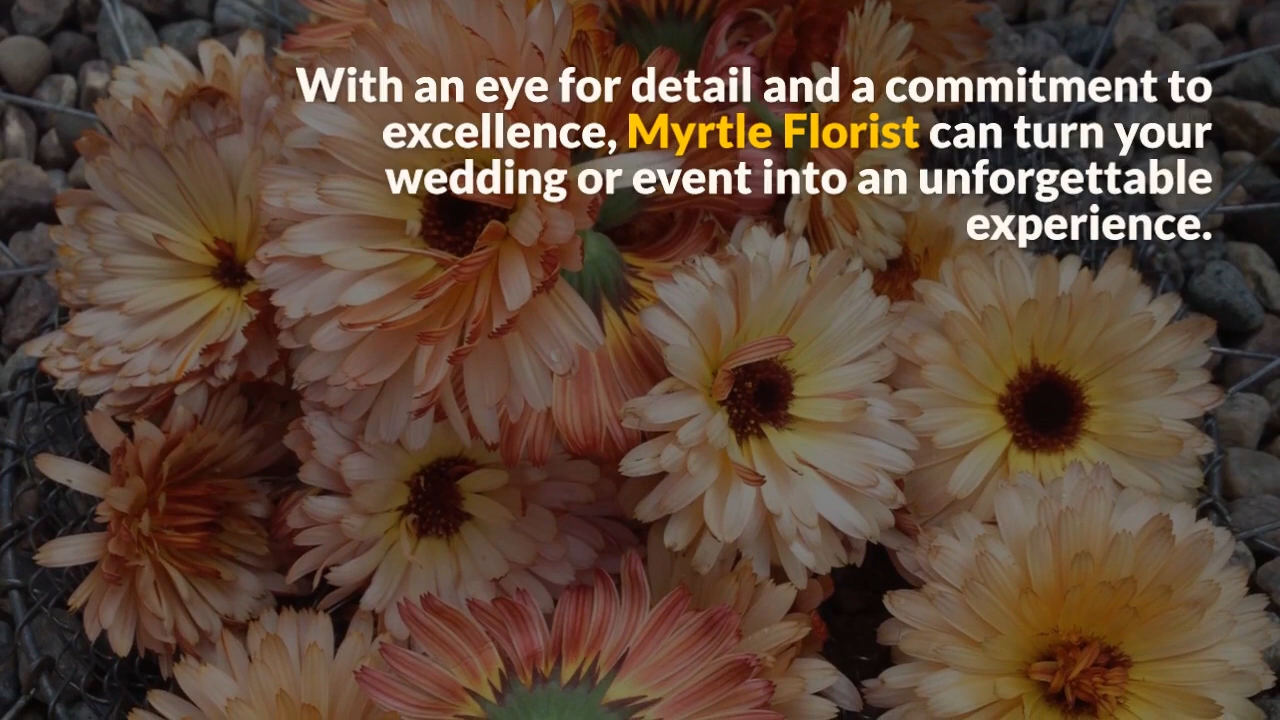 With an eye for detail and a commitment to
excellence, Myrtle Florist can turn your
wedding or event into an unforgettable
experience.